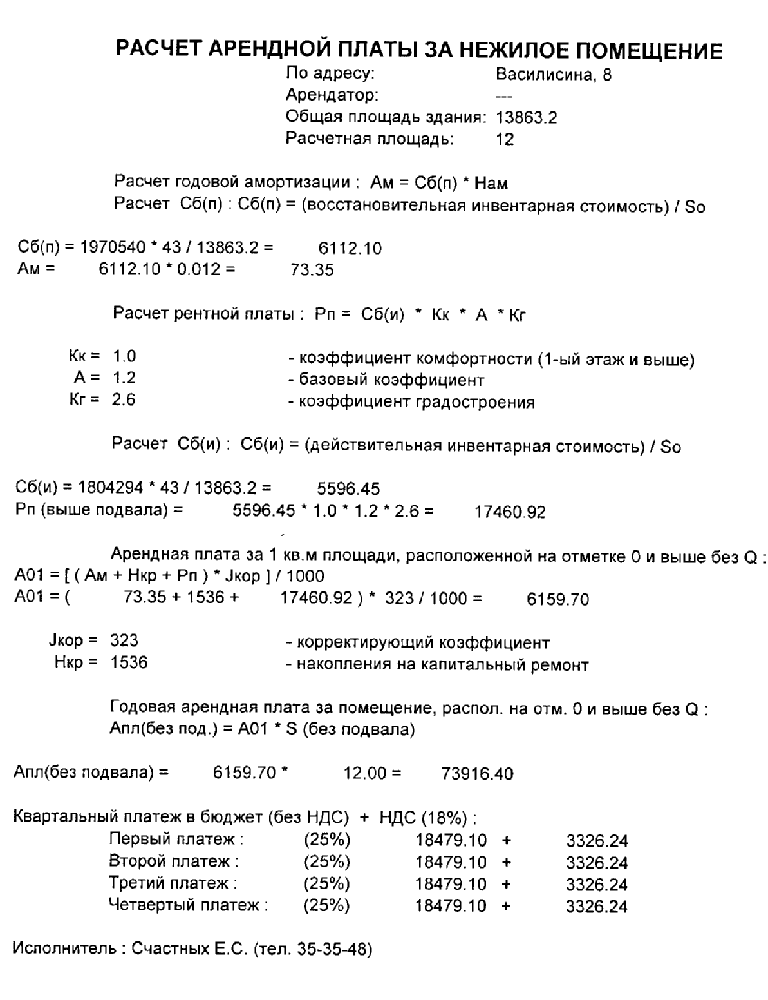 РАСЧЕТ АРЕНДНОЙ ПЛАТЫ ЗА НЕЖИЛОЕ ПОМЕЩЕНИЕ
По адресу: Василисина, 8
Арендатор: ---
Общая площадь здания: 13863.2
Расчетная площадь: 12
Расчет годовой амортизации : Ам = Сб(п) * Нам
Расчет Сб(п) : Сб(п) = (восстановительная инвентарная стоимость) / So
Сб(п) = 1970540 * 43 / 13863.2 = 6112.10
Ам = 6112.10 * 0.012 = 73.35
Расчет рентной платы : Рп = Сб(и) * Кк * А * Кг
Кк = 1.0 - коэффициент комфортности (1-ый этаж и выше)
А = 1.2 - базовый коэффициент
Кг = 2.6 - коэффициент градостроения
Расчет Сб(и) : Сб(и) = (действительная инвентарная стоимость) / So
Сб(и) = 1804294 * 43 / 13863.2 = 5596.45
Рп (выше подвала) = 5596.45 * 1.0 * 1.2 * 2.6 = 17460.92
Арендная плата за 1 кв.м площади, расположенной на отметке 0 и выше без Q :
А01 = [ ( Ам + Нкр + Рп ) * Jкор ] / 1000
А01 = ( 73.35 + 1536 + 17460.92 ) * 323 / 1000 = 6159.70
Jкор = 323 - корректирующий коэффициент
Нкр = 1536 - накопления на капитальный ремонт
Годовая арендная плата за помещение, распол. на отм. 0 и выше без Q :
Апл(без под.) = А01 * S (без подвала)
Апл(без подвала) = 6159.70 * 12.00 = 73916.40
Квартальный платеж в бюджет (без НДС) + НДС (18%) :
Первый платеж : (25%) 18479.10 + 3326.24
Второй платеж : (25%) 18479.10 + 3326.24
Третий платеж : (25%) 18479.10 + 3326.24
Четвертый платеж : (25%) 18479.10 + 3326.24
Исполнитель : Счастных Е.С. (тел. 35-35-48)